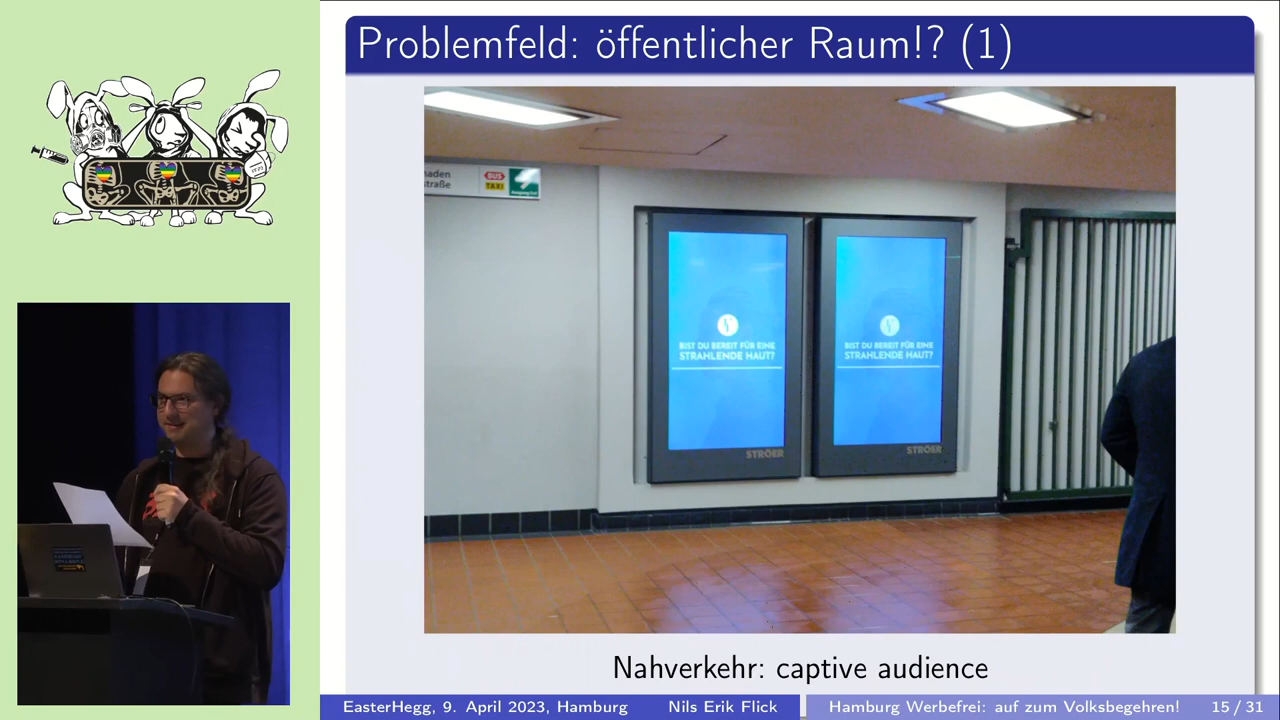 Problemfeld: öffentlicher Raum!? (1)
haden
straße
BUS
TAXI
BIST DU BEREIT FÜR EINE
STRAHLENDE HAUT?
STRÖER
BIST DU BEREIT FÜR EINE
STRAHLENDE HAUT?
STRÖER
Nahverkehr: captive audience
EasterHegg, 9. April 2023, Hamburg Nils Erik Flick Hamburg Werbefrei: auf zum Volksbegehren! 15 / 31